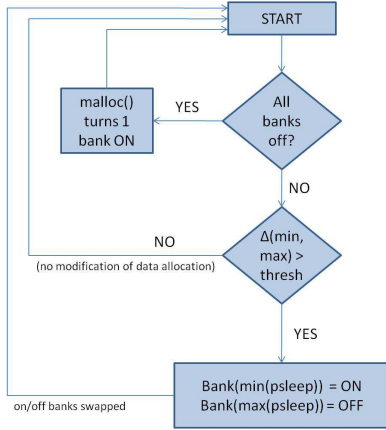 START
All
banks
off?
YES
malloc()
turns 1
bank ON
NO
Δ(min,
max) >
thresh
NO
(no modification of data allocation)
YES
Bank(min(psleep)) = ON
Bank(max(psleep)) = OFF
on/off banks swapped